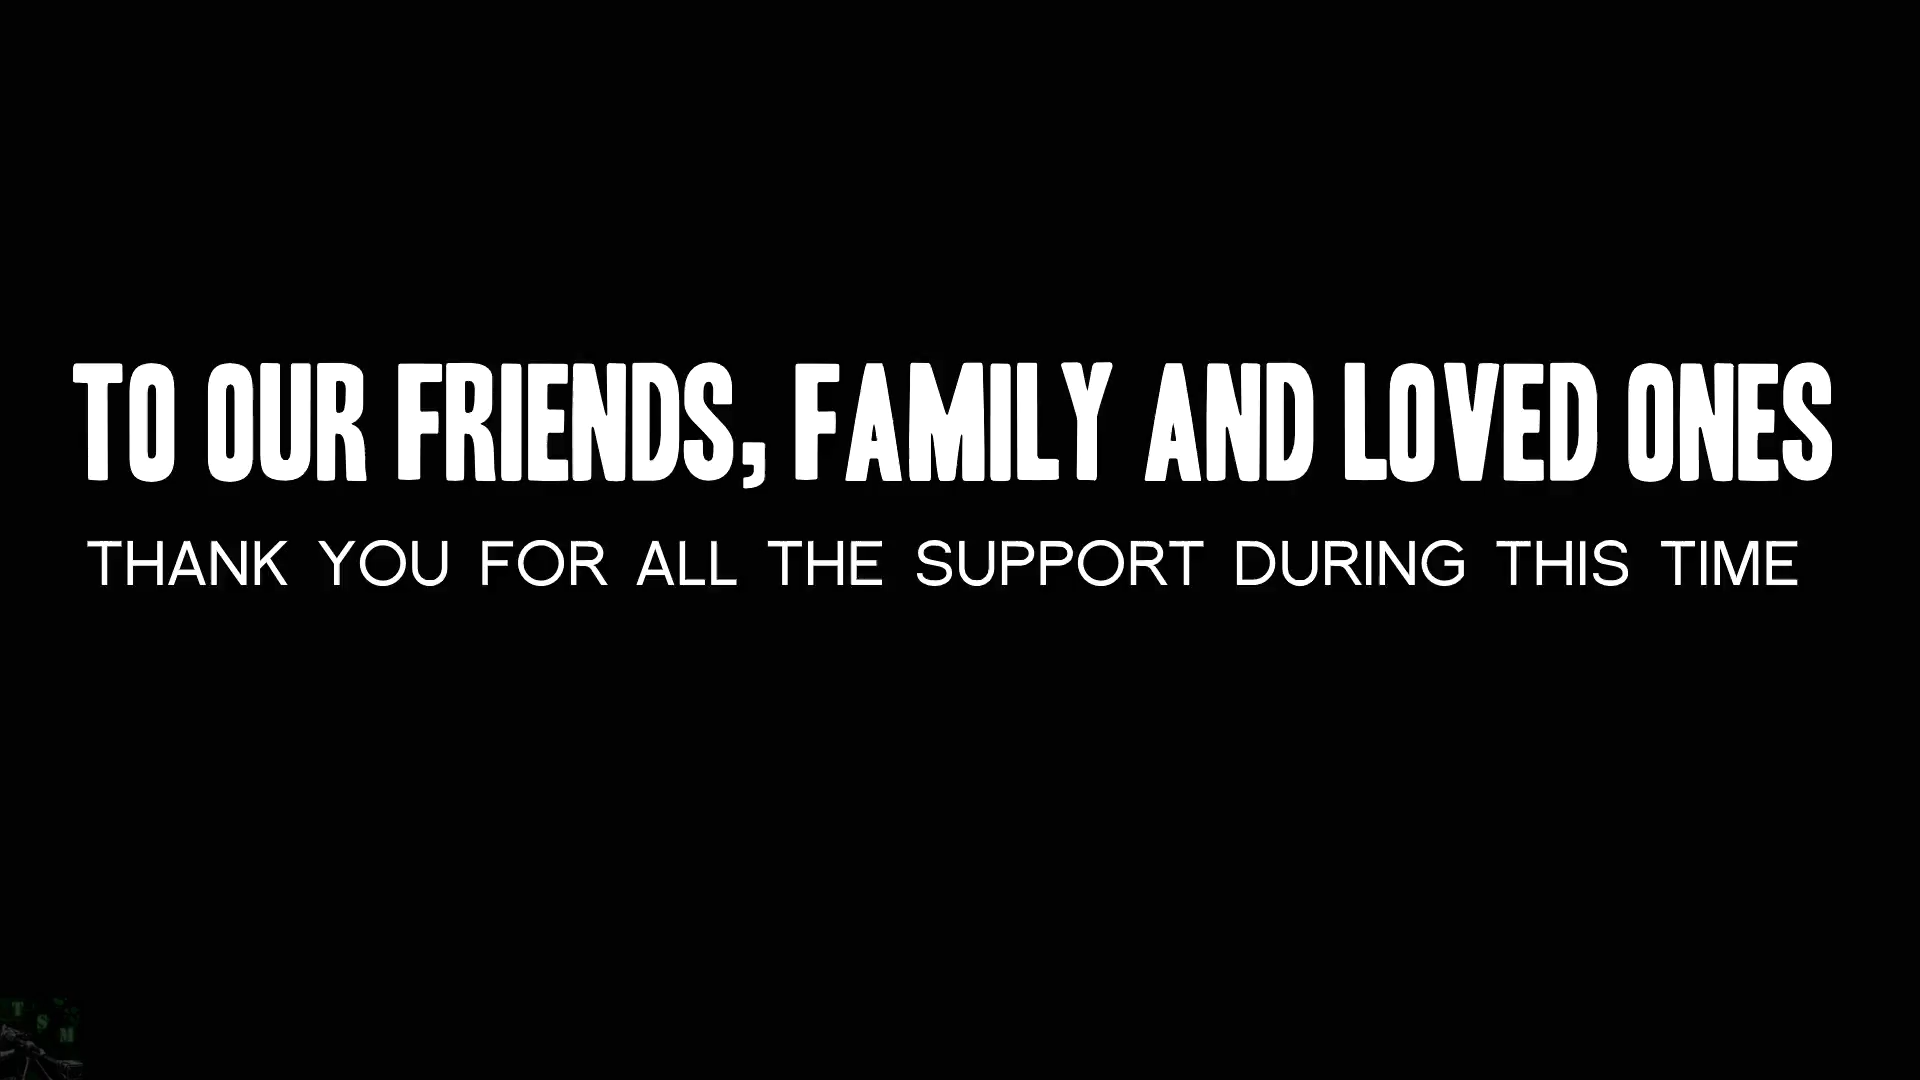 TO OUR FRIENDS, FAMILY AND LOVED ONES
THANK YOU FOR ALL THE SUPPORT DURING THIS TIME
T
S
M